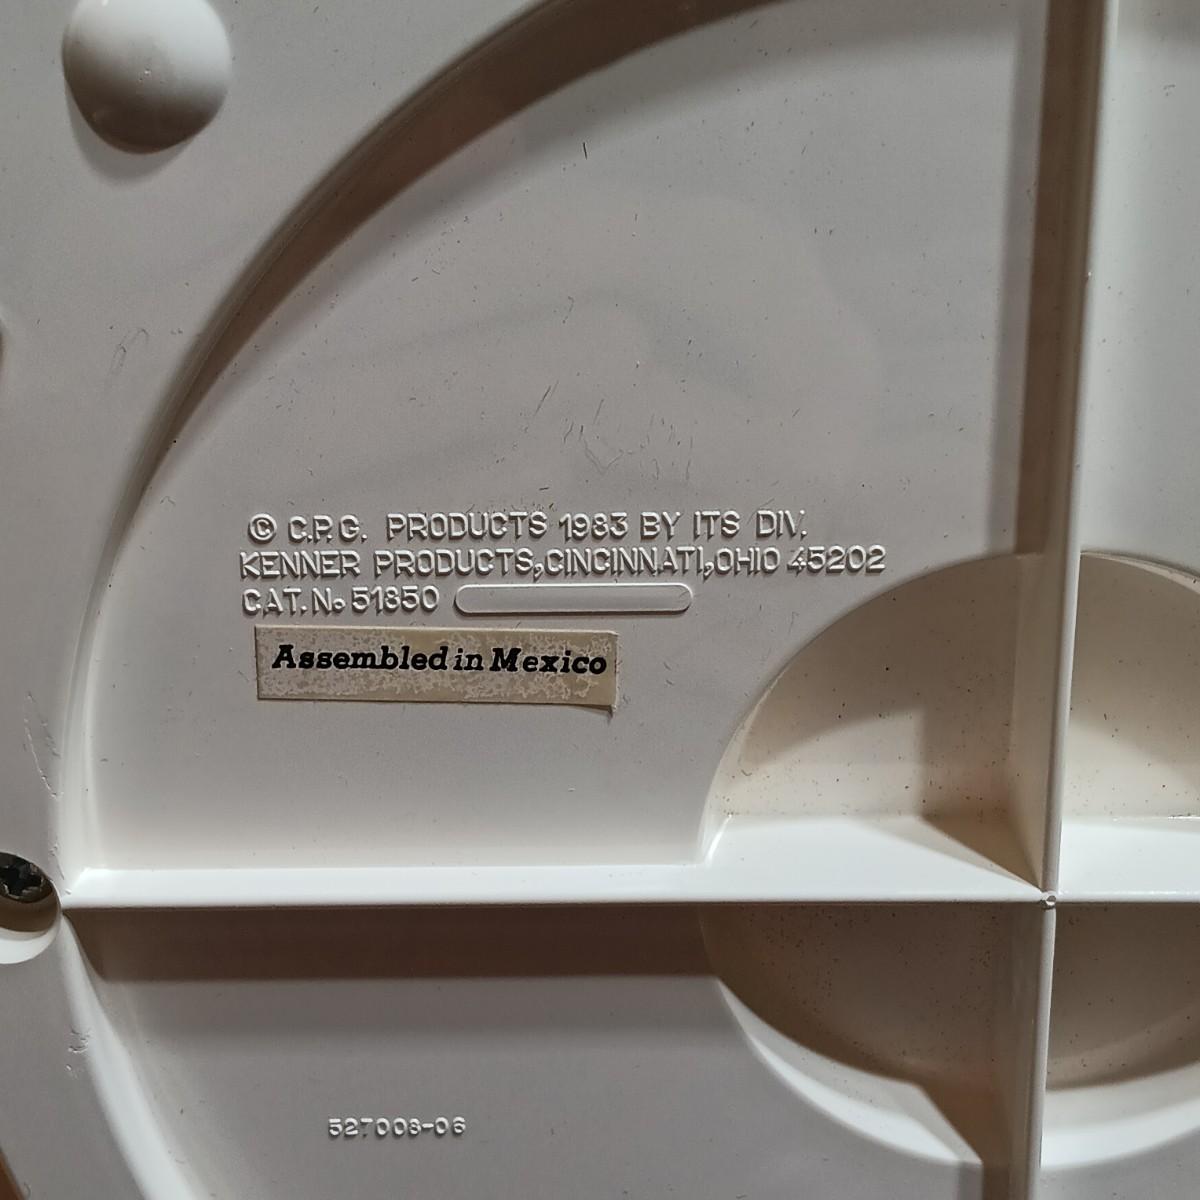 © C.P.G. PRODUCTS 1983 BY ITS DIV.
KENNER PRODUCTS,CINCINNATI,OHIO 45202
CAT.No 51850
Assembled in Mexico
527008-06